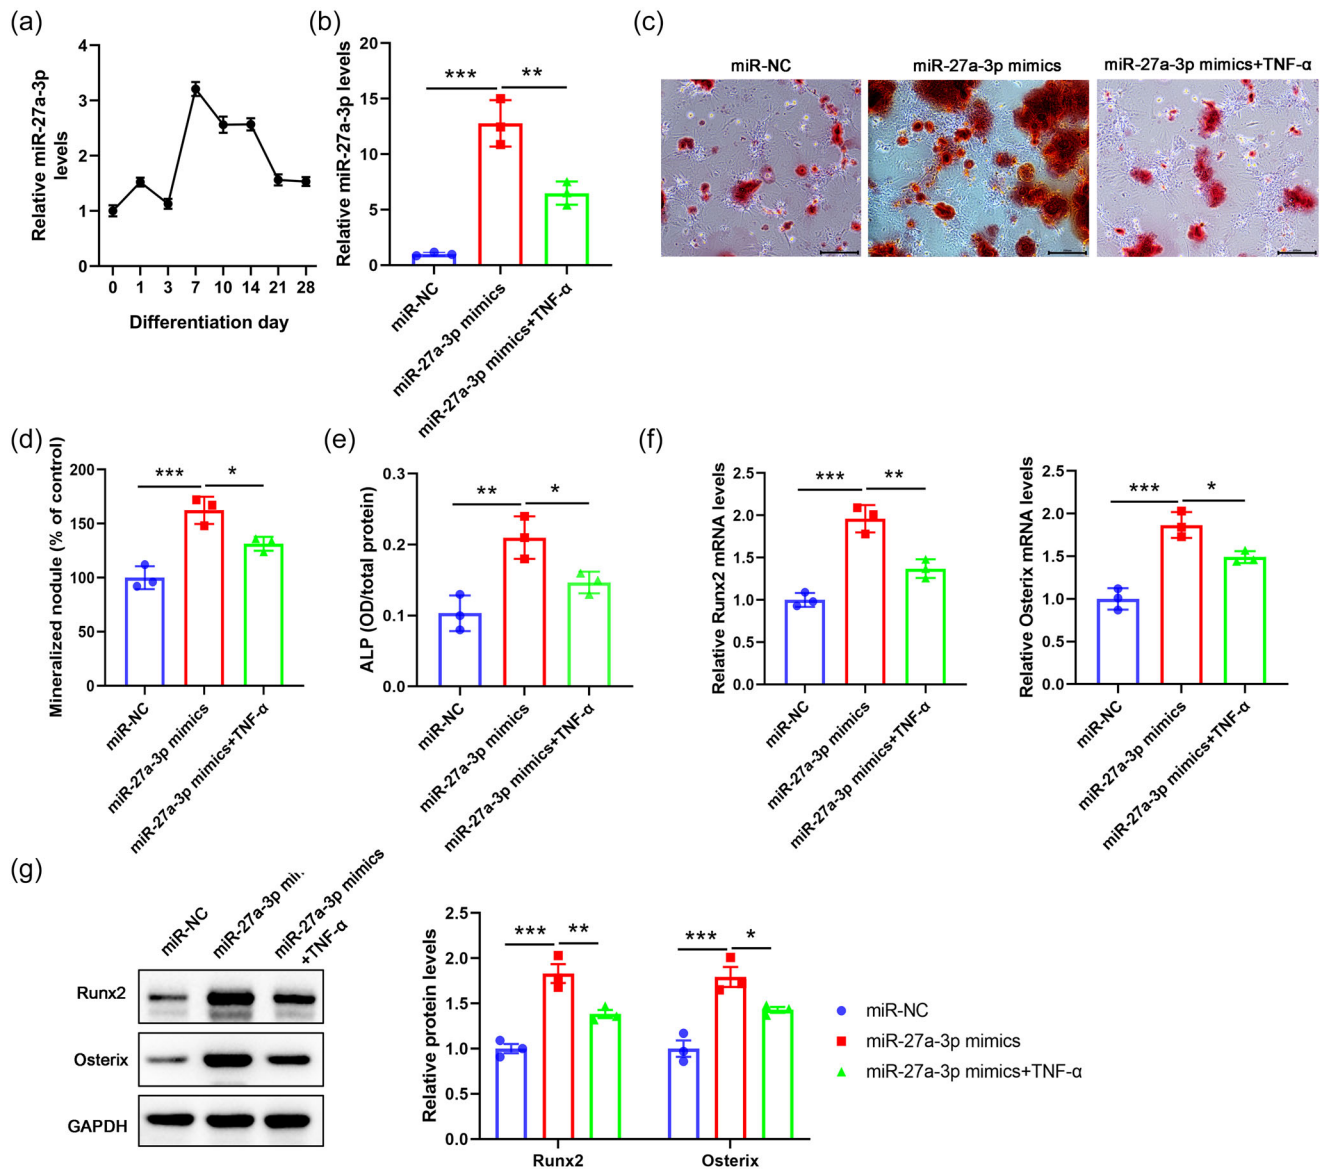 (a)
Relative miR-27a-3p
levels
4
3
2
1
0
0 1 3 7 10 14 21 28
Differentiation day
(b)
Relative miR-27a-3p levels
20
15
10
5
0
*** **
miR-NC
miR-27a-3p mimics
miR-27a-3p mimics+TNF-α
(c)
miR-NC miR-27a-3p mimics miR-27a-3p mimics+TNF-α
(d)
Mineralized nodule (% of control)
200
150
100
50
0
*** *
miR-NC
miR-27a-3p mimics
miR-27a-3p mimics+TNF-α
(e)
ALP (OD/total protein)
0.3
0.2
0.1
0.0
** *
miR-NC
miR-27a-3p mimics
miR-27a-3p mimics+TNF-α
(f)
Relative Runx2 mRNA levels
2.5
2.0
1.5
1.0
0.5
0.0
*** **
miR-NC
miR-27a-3p mimics
miR-27a-3p mimics+TNF-α
Relative Osterix mRNA levels
2.5
2.0
1.5
1.0
0.5
0.0
*** *
miR-NC
miR-27a-3p mimics
miR-27a-3p mimics+TNF-α
(g)
miR-NC
miR-27a-3p mimi
miR-27a-3p mimics
+TNF-α
Runx2
Osterix
GAPDH
Relative protein levels
2.5
2.0
1.5
1.0
0.5
0.0
*** ** *** *
Runx2 Osterix
miR-NC
miR-27a-3p mimics
miR-27a-3p mimics+TNF-α